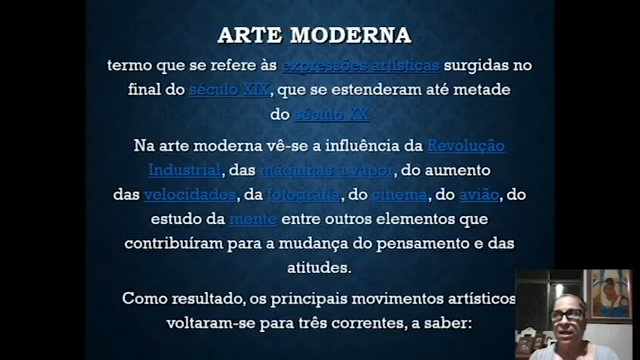 ARTE MODERNA
termo que se refere às expressões artísticas surgidas no
final do século XIX, que se estenderam até metade
do século XX
Na arte moderna vê-se a influência da Revolução
Industrial, das máquinas a vapor, do aumento
das velocidades, da fotografia, do cinema, do avião, do
estudo da mente entre outros elementos que
contribuíram para a mudança do pensamento e das
atitudes.
Como resultado, os principais movimentos artísticos
voltaram-se para três correntes, a saber: